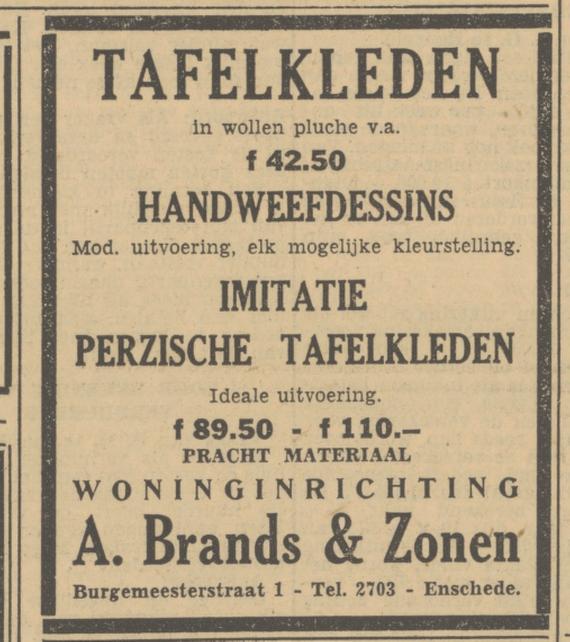 TAFELKLEDEN
in wollen pluche v.a.
f 42.50
HANDWEEFDESSINS
Mod. uitvoering, elk mogelijke kleurstelling.
IMITATIE
PERZISCHE TAFELKLEDEN
Ideale uitvoering.
f 89.50 - f 110.—
PRACHT MATERIAAL
WONINGINRICHTING
A. Brands & Zonen
Burgemeesterstraat 1 - Tel. 2703 - Enschede.